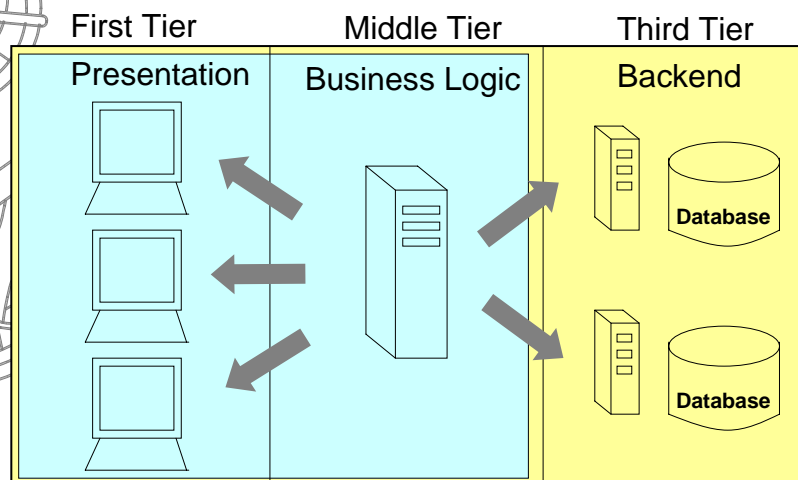 First Tier
Middle Tier
Third Tier
Presentation
Business Logic
Backend
Database
Database